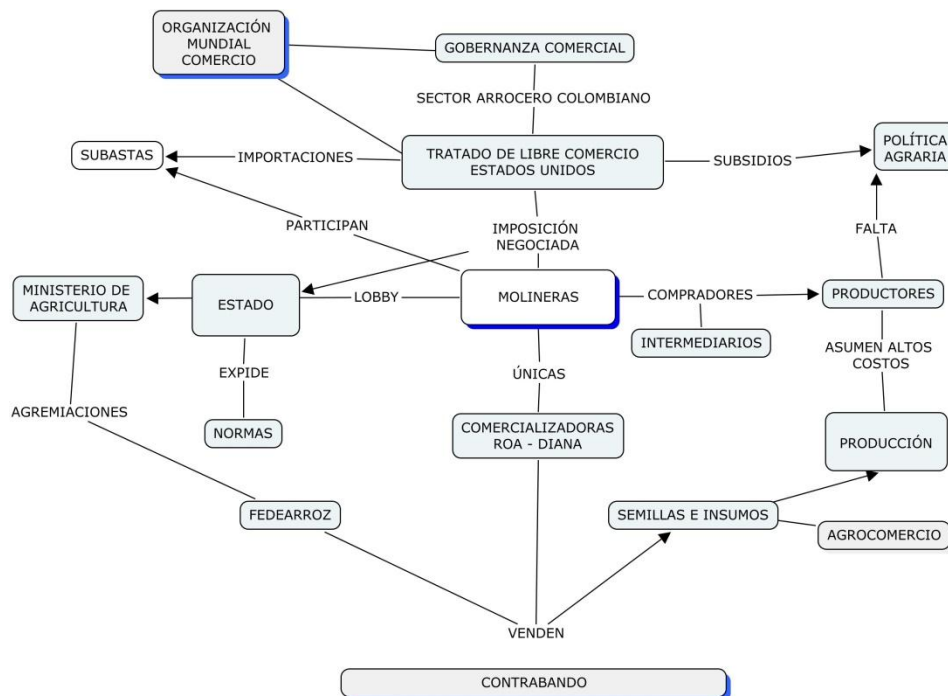 ORGANIZACIÓN
MUNDIAL
COMERCIO
GOBERNANZA COMERCIAL
SECTOR ARROCERO COLOMBIANO
SUBASTAS
IMPORTACIONES
TRATADO DE LIBRE COMERCIO
ESTADOS UNIDOS
SUBSIDIOS
POLÍTICA
AGRARIA
PARTICIPAN
IMPOSICIÓN
NEGOCIADA
FALTA
MINISTERIO DE
AGRICULTURA
ESTADO
LOBBY
MOLINERAS
COMPRADORES
PRODUCTORES
INTERMEDIARIOS
ASUMEN ALTOS
COSTOS
EXPIDE
ÚNICAS
AGREMIACIONES
NORMAS
COMERCIALIZADORAS
ROA - DIANA
PRODUCCIÓN
FEDEARROZ
SEMILLAS E INSUMOS
AGROCOMERCIO
VENDEN
CONTRABANDO